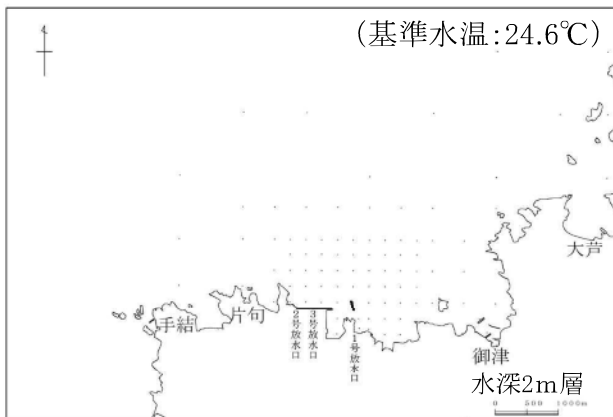 (基準水温:24.6℃)
大芦
手結
片句
2号放水口
3号放水口
1号放水口
御津
水深2m層
0 500 1000m